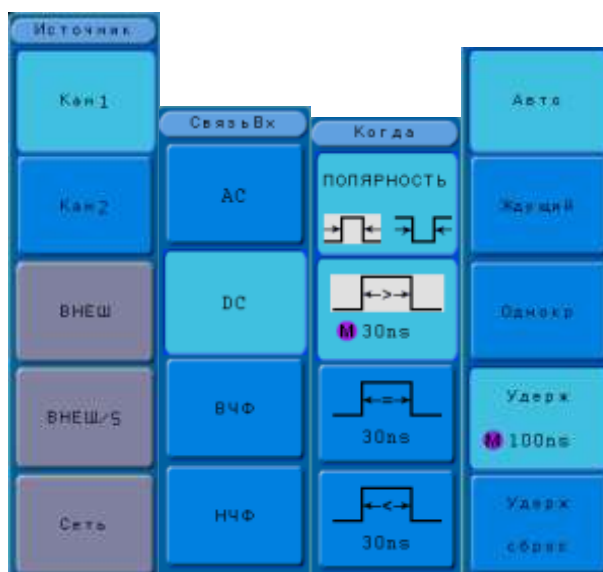 Источник
Кан1
Кан2
ВНЕШ
ВНЕШ/5
Сеть
СвязьВх
AC
DC
ВЧФ
НЧФ
Когда
ПОПЯРНОСТЬ
M 30ns
30ns
30ns
Авто
Ждущий
Однокр
Удерж
M 100ns
Удерж
сброс